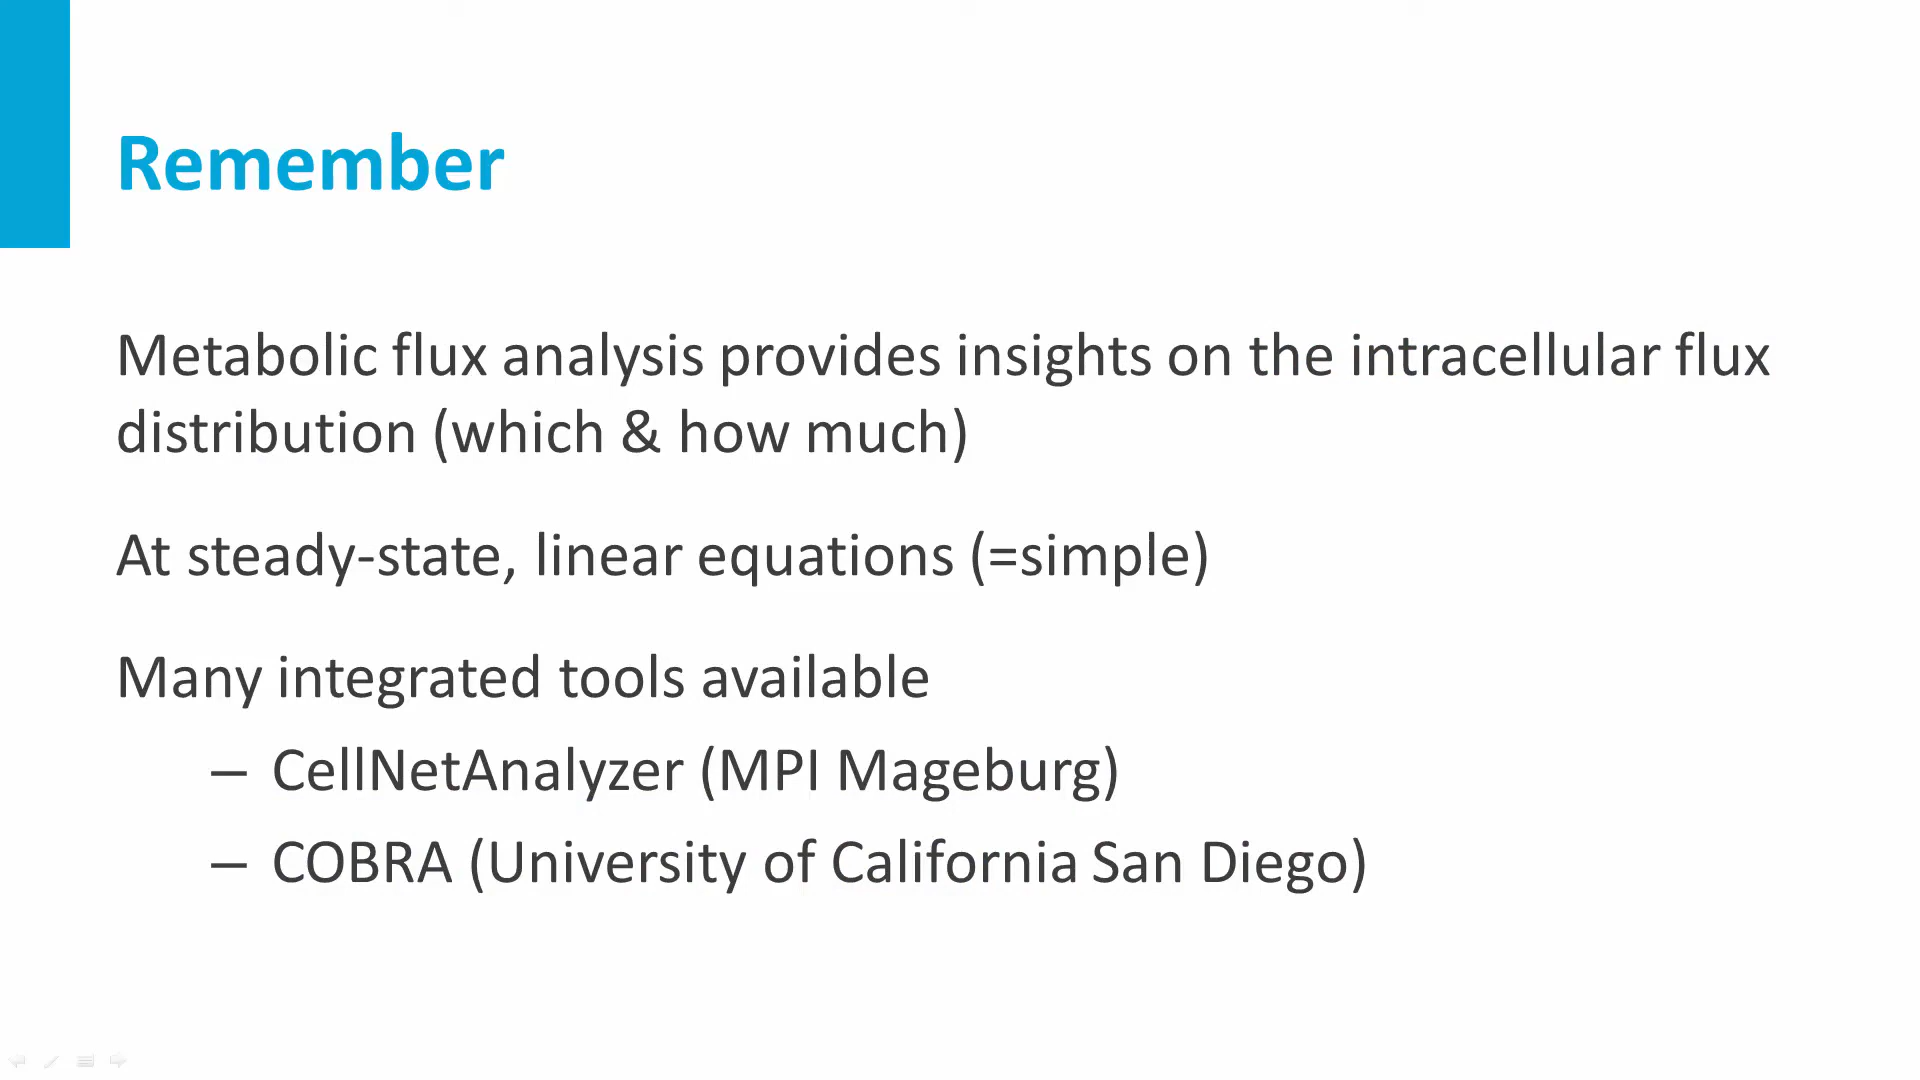 Remember
Metabolic flux analysis provides insights on the intracellular flux
distribution (which & how much)
At steady-state, linear equations (=simple)
Many integrated tools available
– CellNetAnalyzer (MPI Mageburg)
– COBRA (University of California San Diego)